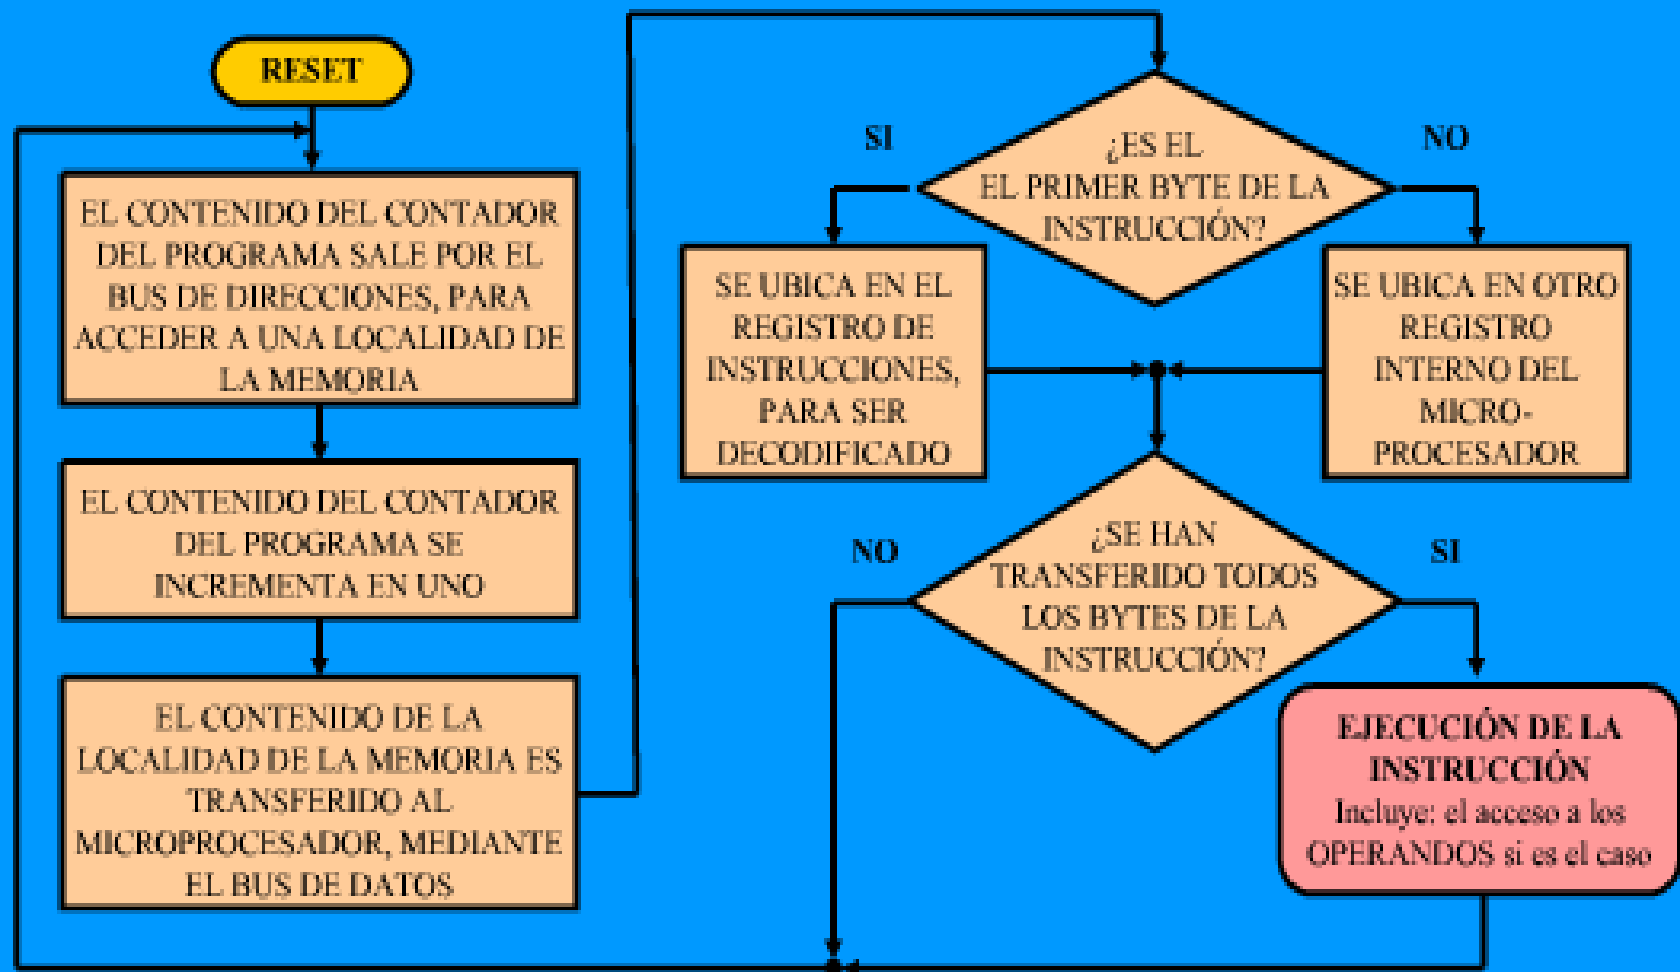 RESET
EL CONTENIDO DEL CONTADOR
DEL PROGRAMA SALE POR EL
BUS DE DIRECCIONES, PARA
ACCEDER A UNA LOCALIDAD DE
LA MEMORIA
EL CONTENIDO DEL CONTADOR
DEL PROGRAMA SE
INCREMENTA EN UNO
EL CONTENIDO DE LA
LOCALIDAD DE LA MEMORIA ES
TRANSFERIDO AL
MICROPROCESADOR, MEDIANTE
EL BUS DE DATOS
¿ES EL
EL PRIMER BYTE DE LA
INSTRUCCIÓN?
SI
NO
SE UBICA EN EL
REGISTRO DE
INSTRUCCIONES,
PARA SER
DECODIFICADO
SE UBICA EN OTRO
REGISTRO
INTERNO DEL
MICRO-
PROCESADOR
¿SE HAN
TRANSFERIDO TODOS
LOS BYTES DE LA
INSTRUCCIÓN?
NO
SI
EJECUCIÓN DE LA
INSTRUCCIÓN
Incluye: el acceso a los
OPERANDOS si es el caso